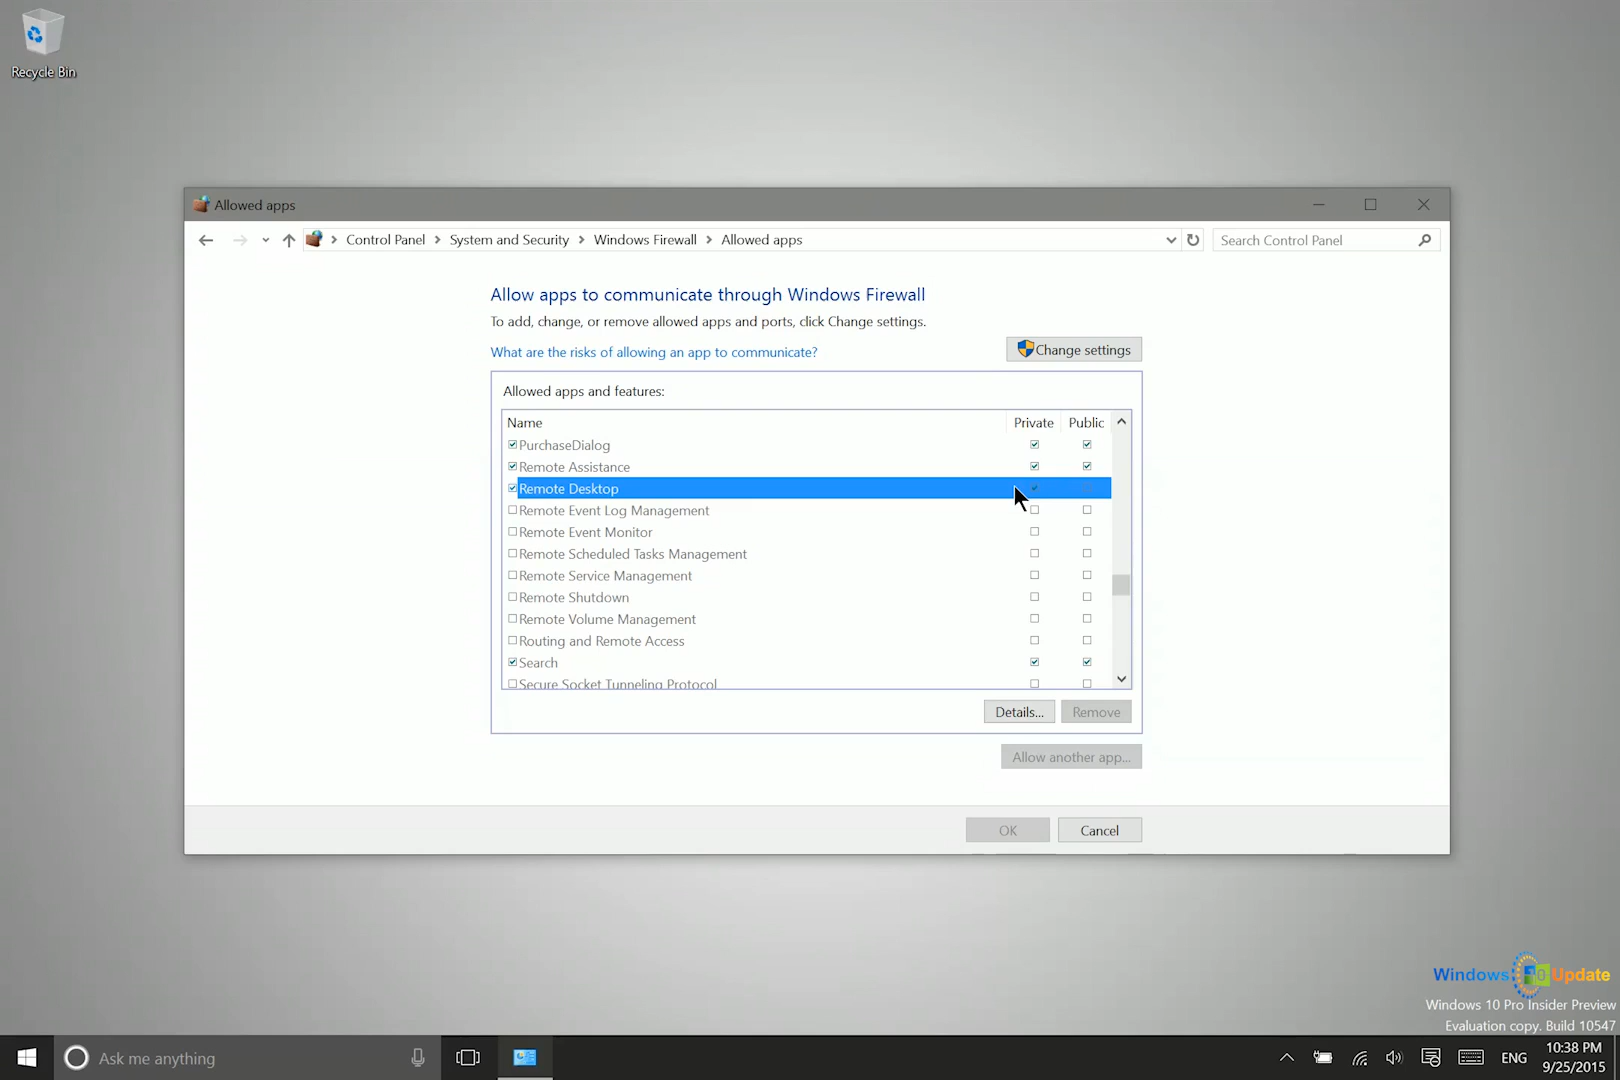 Recycle Bin
Allowed apps
Control Panel > System and Security > Windows Firewall > Allowed apps
Search Control Panel
Allow apps to communicate through Windows Firewall
To add, change, or remove allowed apps and ports, click Change settings.
What are the risks of allowing an app to communicate?
Change settings
Allowed apps and features:
Name Private Public
PurchaseDialog
Remote Assistance
Remote Desktop
Remote Event Log Management
Remote Event Monitor
Remote Scheduled Tasks Management
Remote Service Management
Remote Shutdown
Remote Volume Management
Routing and Remote Access
Search
Secure Socket Tunneling Protocol
Details... Remove
Allow another app...
OK Cancel
Windows 10 Update
Windows 10 Pro Insider Preview
Evaluation copy. Build 10547
Ask me anything
ENG
10:38 PM
9/25/2015